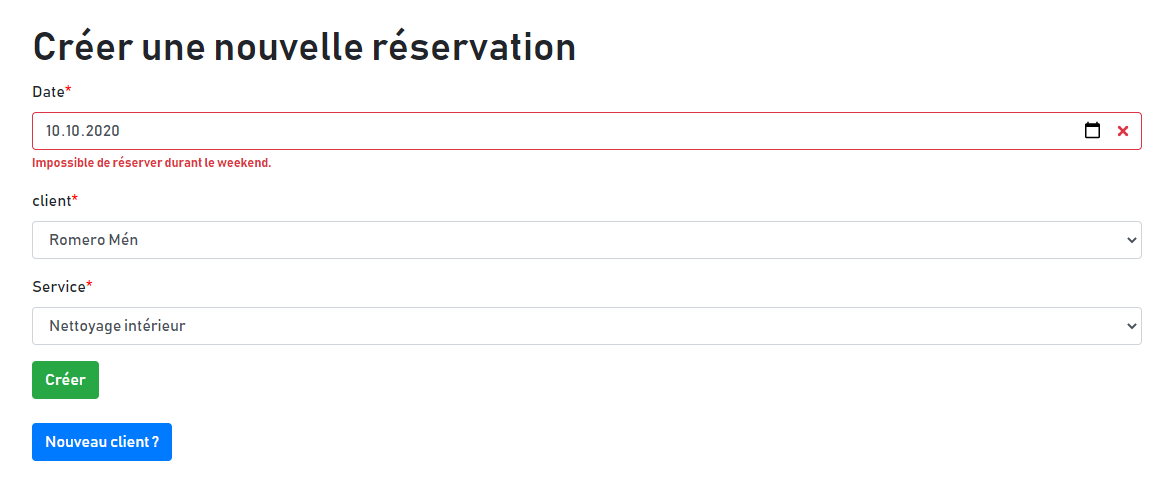 Créer une nouvelle réservation
Date*
10.10.2020
Impossible de réserver durant le weekend.
client*
Romero Mén
Service*
Nettoyage intérieur
Créer
Nouveau client ?